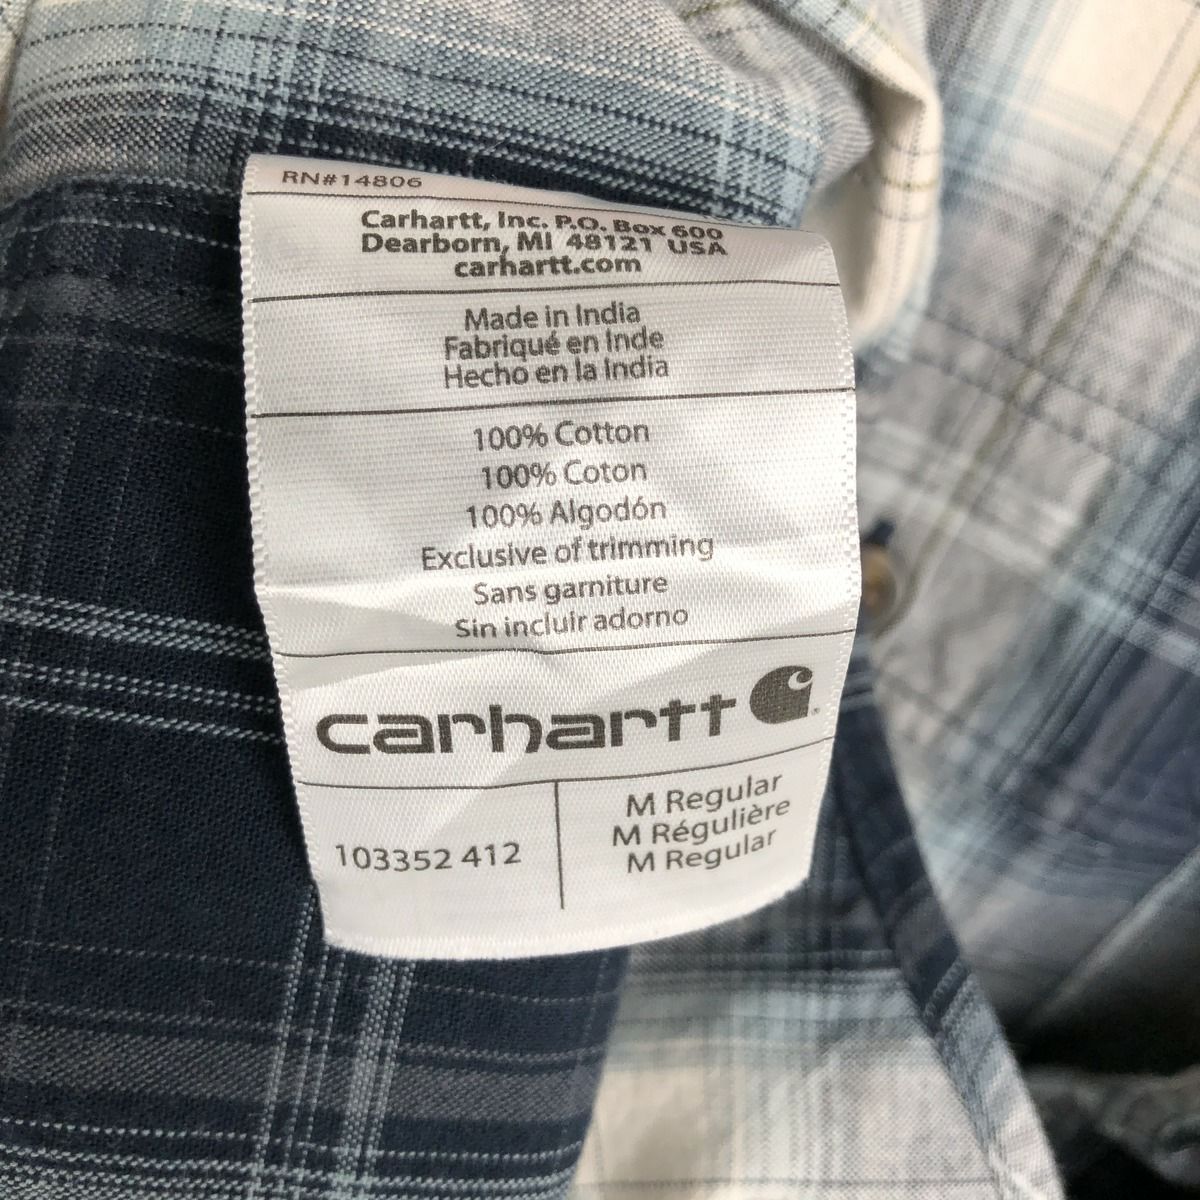 RN#14806
Carhartt, Inc. P.O. Box 600
Dearborn, MI 48121 USA
carhartt.com
Made in India
Fabriqué en Inde
Hecho en la India
100% Cotton
100% Coton
100% Algodón
Exclusive of trimming
Sans garniture
Sin incluir adorno
carhartt
103352 412
M Regular
M Régulière
M Regular